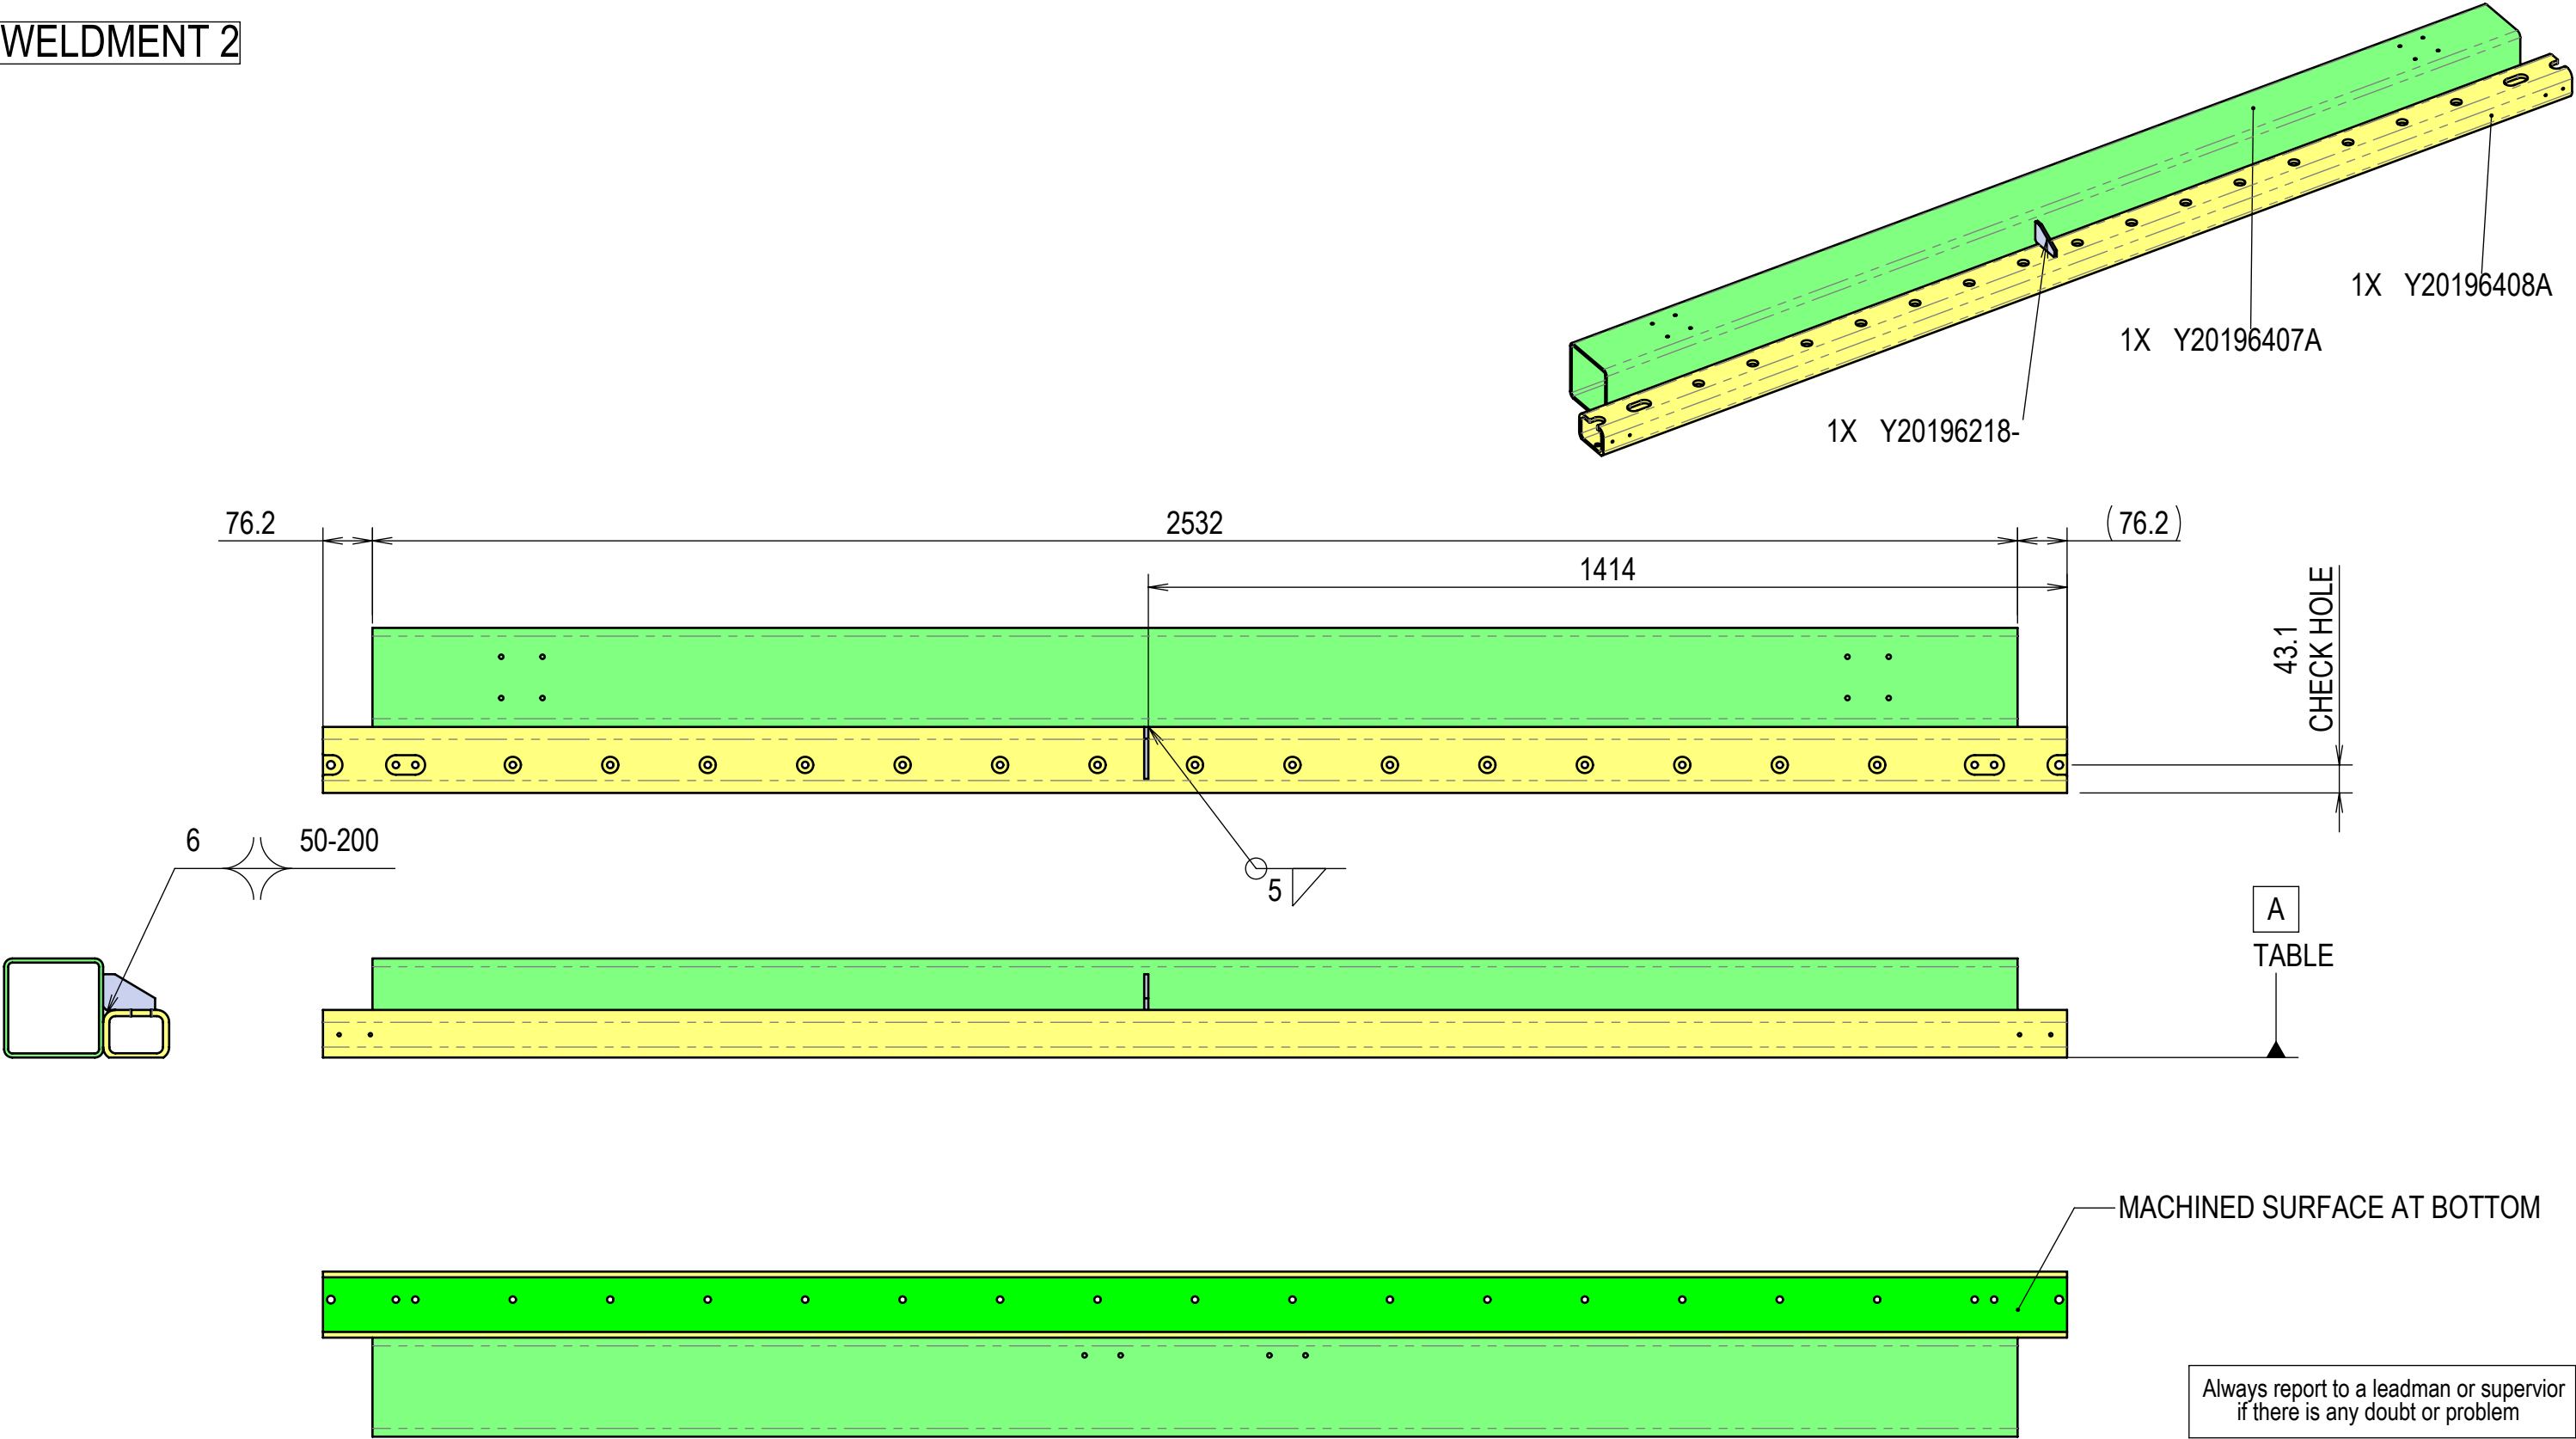 WELDMENT 2
1X Y20196408A
1X Y20196407A
1X Y20196218-
76.2
2532
(76.2)
1414
43.1
CHECK HOLE
6 50-200
5
A
TABLE
MACHINED SURFACE AT BOTTOM
Always report to a leadman or supervior
if there is any doubt or problem